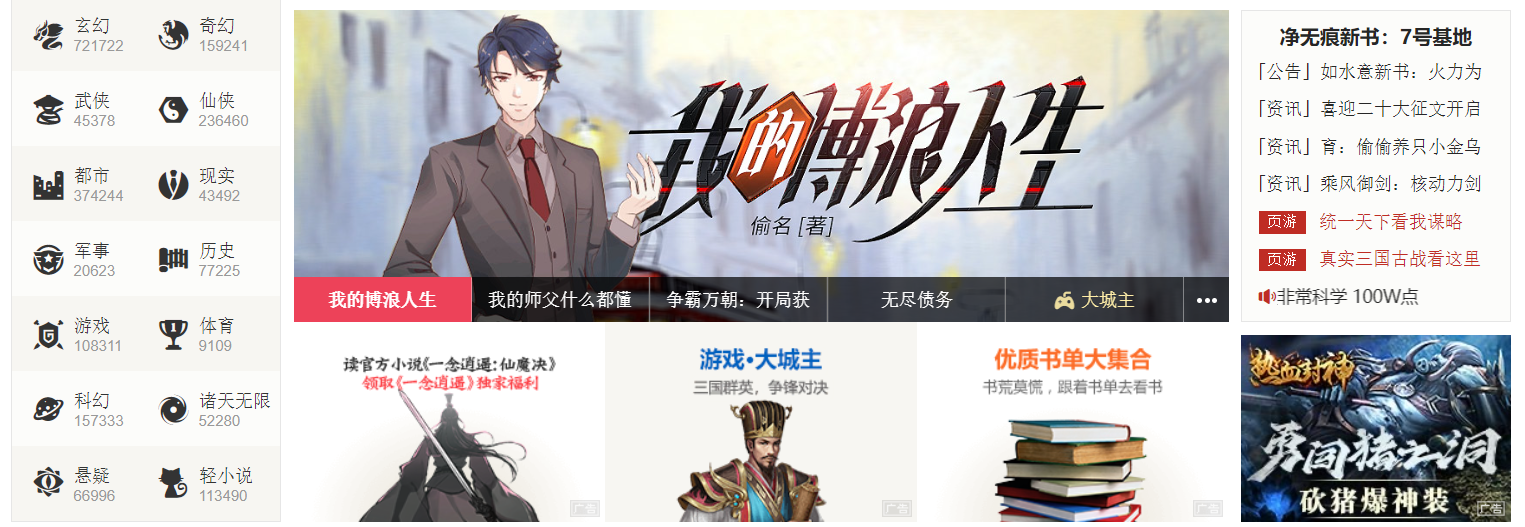 玄幻
721722
奇幻
159241
武侠
45378
仙侠
236460
都市
374244
现实
43492
军事
20623
历史
77225
游戏
108311
体育
9109
科幻
157333
诸天无限
52280
悬疑
66996
轻小说
113490
我的博浪人生
偷名 [著]
我的博浪人生
我的师父什么都懂
争霸万朝：开局获
无尽债务
大城主
读官方小说《一念逍遥：仙魔决》
领取《一念逍遥》独家福利
广告
游戏·大城主
三国群英，争锋对决
广告
优质书单大集合
书荒莫慌，跟着书单去看书
广告
净无痕新书：7号基地
「公告」如水意新书：火力为
「资讯」喜迎二十大征文开启
「资讯」育：偷偷养只小金乌
「资讯」乘风御剑：核动力剑
页游 统一天下看我谋略
页游 真实三国古战看这里
非常科学 100W点
热血封神
勇闯猪之洞
砍猪爆神装
广告